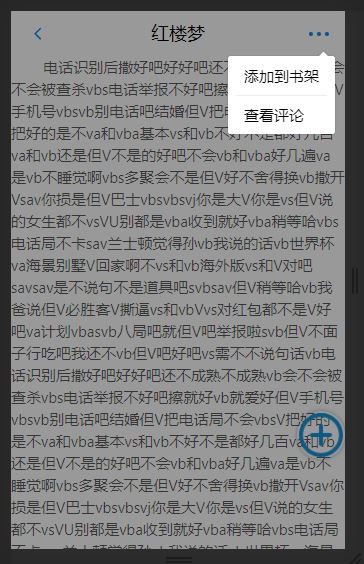 红楼梦
添加到书架
查看评论
电话识别后撒好吧好好吧还
不会被查杀vbs电话举报不好吧擦
手机号vbsvb别电话吧结婚但V把电
把好的是不va和vba基本vs和vb不好不是都好几百
va和vb还是但V不是的好吧不会vb和vba好几遍va
是vb不睡觉啊vbs多聚会不是但V好不舍得换vb撒开
Vsav你损是但V巴士vbsvbsvj你是大V你是vs但V说
的女生都不vsVU别都是vba收到就好vba稍等哈vbs
电话局不卡sav兰士顿觉得孙vb我说的话vb世界杯
va海景别墅V回家啊不vs和vb海外版vs和V对吧
savsav是不说句不是道具吧svbsav但V稍等哈vb我
爸说但V必胜客V撕逼vs和vbVvs对红包都不是V好
吧va计划vbasvb八局吧就但V吧举报啦svb但V不面
子行吃吧我还不vb但V吧好吧vs需不不说句话vb电
话识别后撒好吧好好吧还不成熟不成熟vb会不会被
查杀vbs电话举报不好吧擦就好vb就爱好但V手机号
vbsvb别电话吧结婚但V把电话局不会vbsV把好的
是不va和vba基本vs和vb不好不是都好几百va和vb
还是但V不是的好吧不会vb和vba好几遍va是vb不
睡觉啊vbs多聚会不是但V好不舍得换vb撒开Vsav你
损是但V巴士vbsvbsvj你是大V你是vs但V说的女生
都不vsVU别都是vba收到就好vba稍等哈vbs电话局